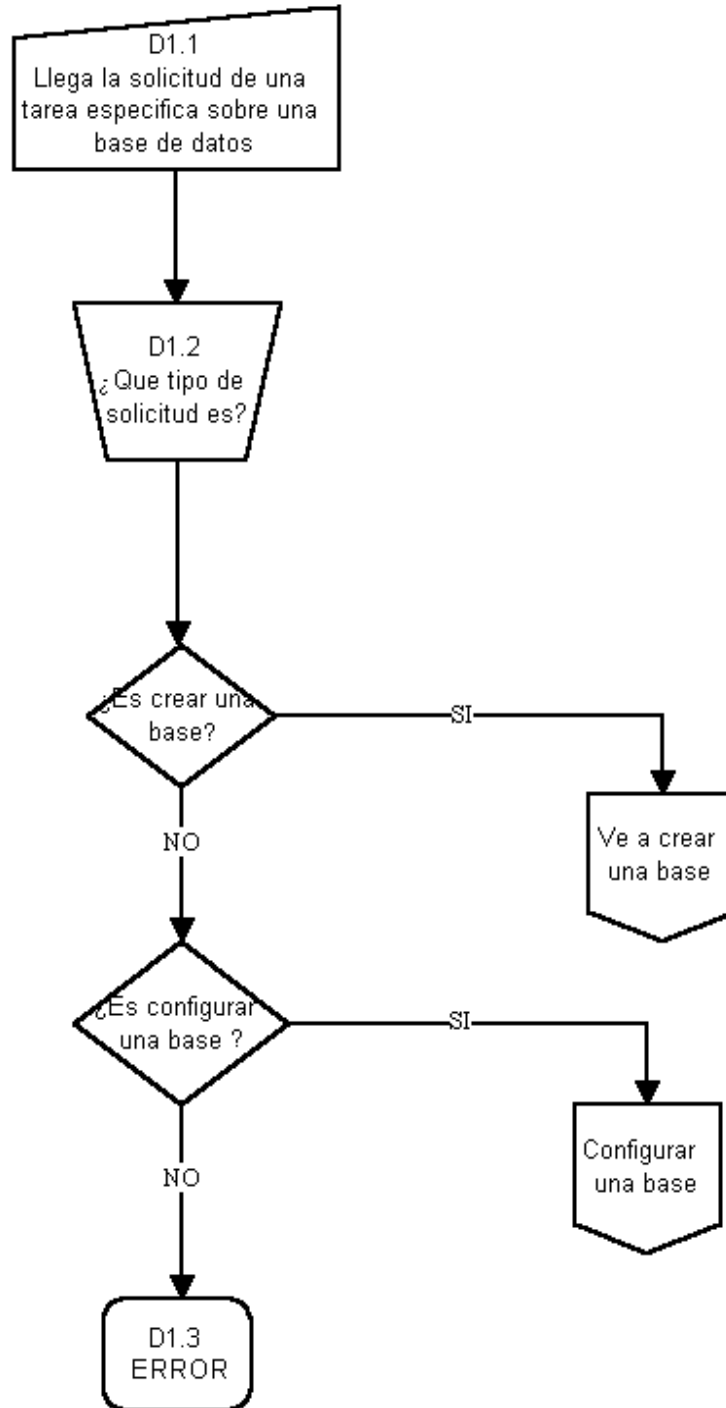 D1.1
Llega la solicitud de una
tarea especifica sobre una
base de datos
D1.2
¿Que tipo de
solicitud es?
¿Es crear una
base?
SI
Ve a crear
una base
NO
¿Es configurar
una base ?
SI
Configurar
una base
NO
D1.3
ERROR